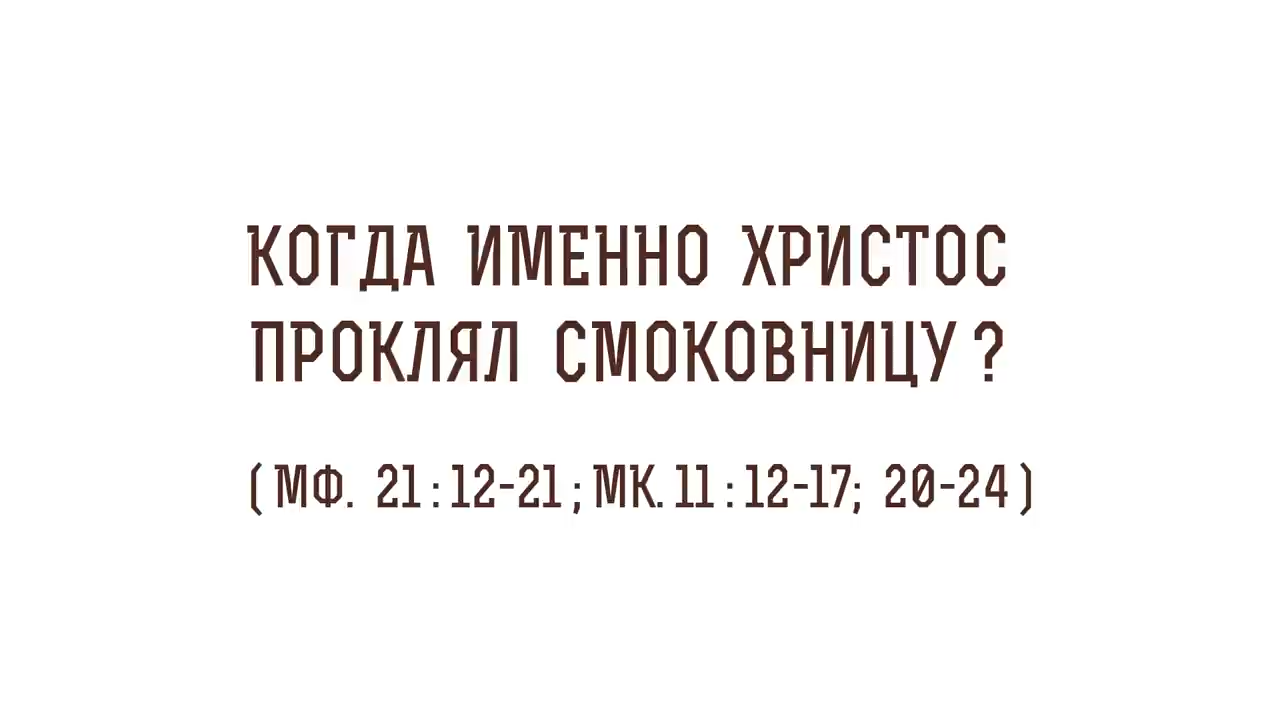 КОГДА ИМЕННО ХРИСТОС
ПРОКЛЯЛ СМОКОВНИЦУ?
(МФ. 21:12-21; МК. 11:12-17; 20-24)